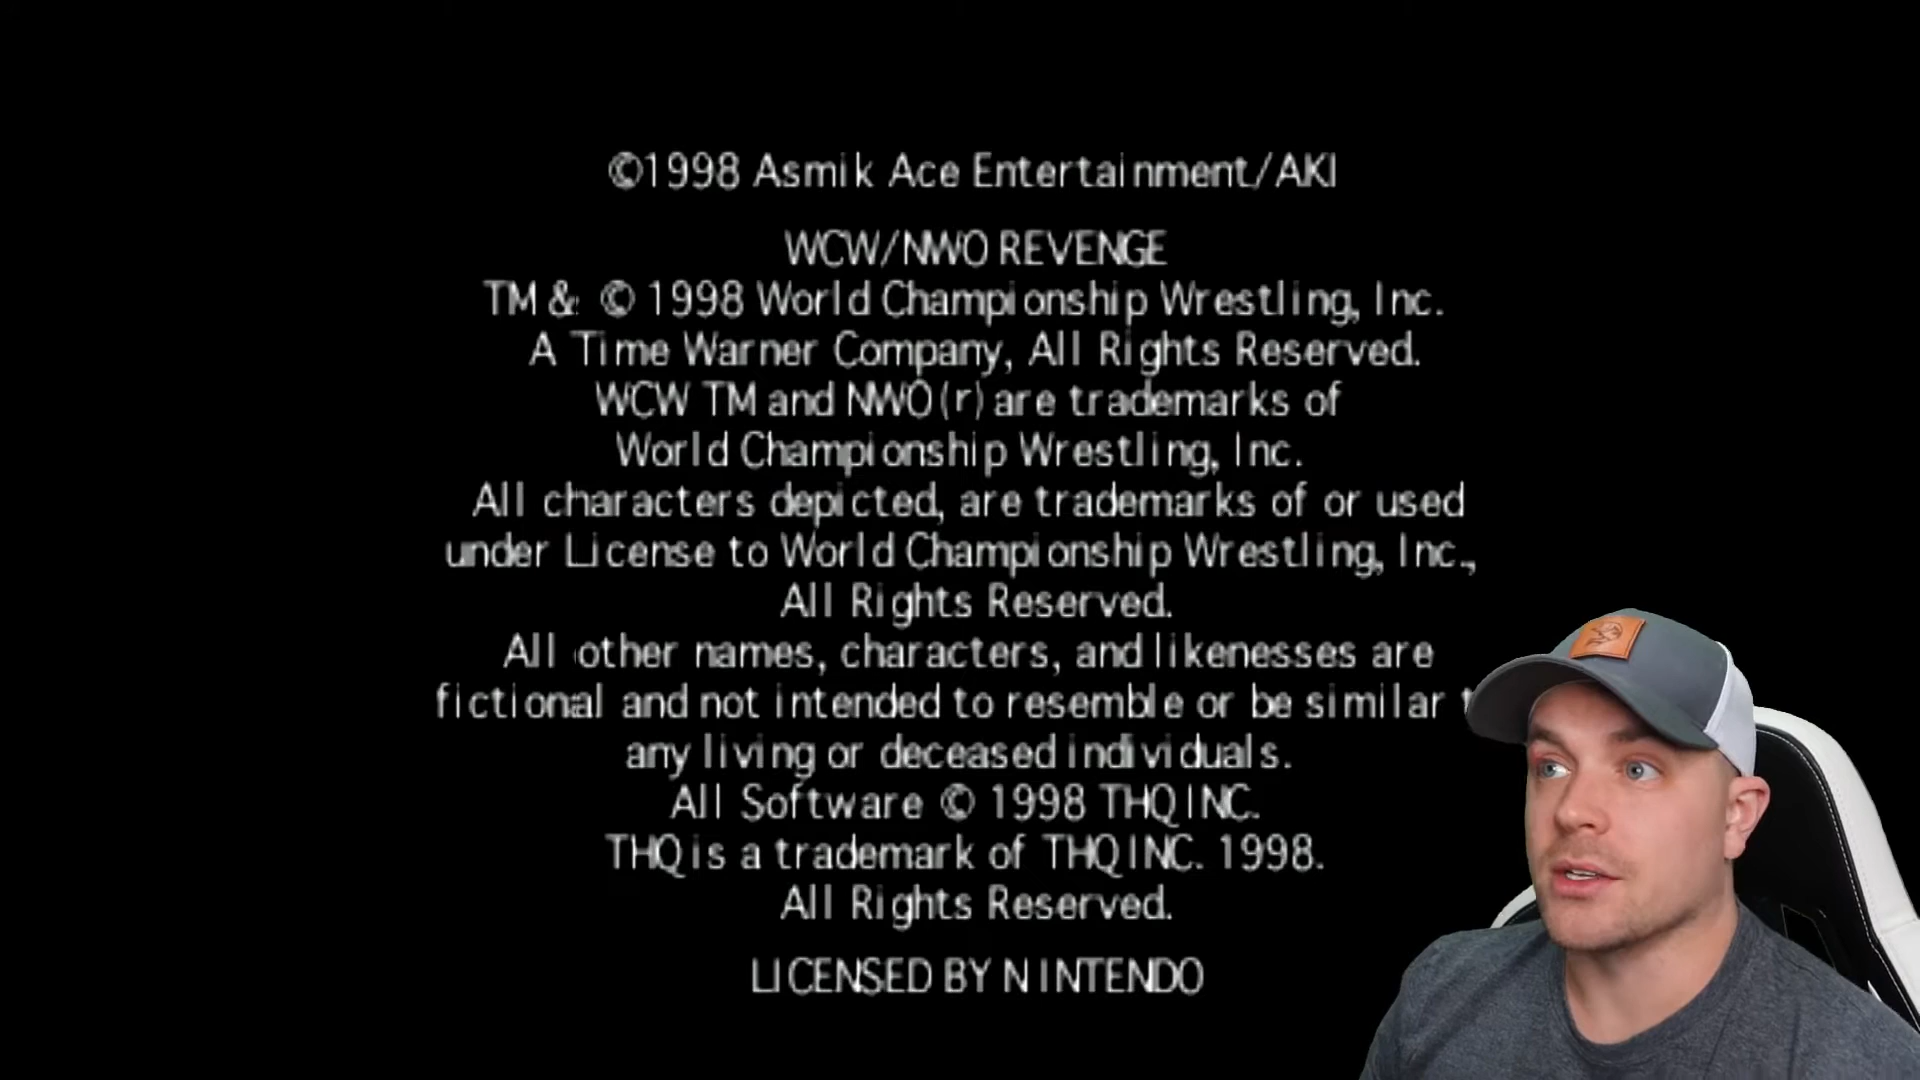 ©1998 Asmik Ace Entertainment/AKI
WCW/NWO REVENGE
TM & © 1998 World Championship Wrestling, Inc.
A Time Warner Company, All Rights Reserved.
WCW TM and NWO(r) are trademarks of
World Championship Wrestling, Inc.
All characters depicted, are trademarks of or used
under License to World Championship Wrestling, Inc.,
All Rights Reserved.
All other names, characters, and likenesses are
fictional and not intended to resemble or be similar
any living or deceased individuals.
All Software © 1998 THQ INC.
THQ is a trademark of THQ INC. 1998.
All Rights Reserved.
LICENSED BY NINTENDO